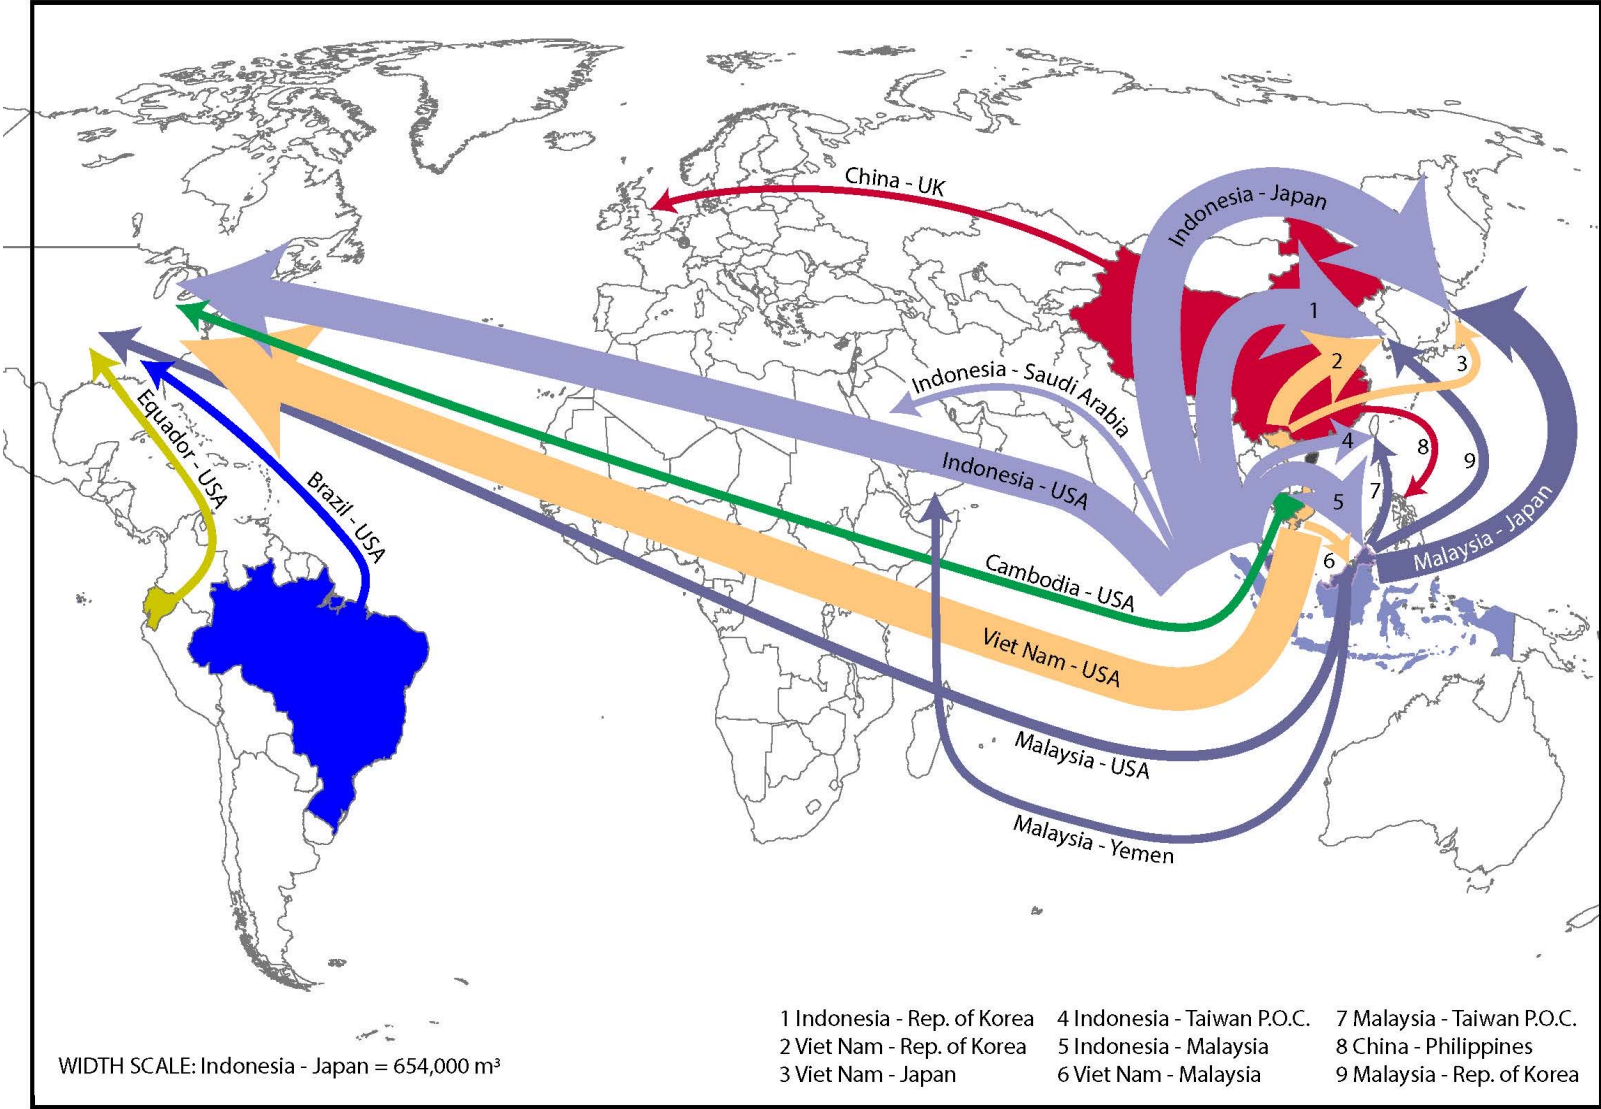 China - UK
Indonesia - Japan
1
2
3
Indonesia - Saudi Arabia
4
8
9
Equador - USA
Indonesia - USA
7
5
Brazil - USA
Malaysia - Japan
6
Cambodia - USA
Viet Nam - USA
Malaysia - USA
Malaysia - Yemen
1 Indonesia - Rep. of Korea
2 Viet Nam - Rep. of Korea
3 Viet Nam - Japan
4 Indonesia - Taiwan P.O.C.
5 Indonesia - Malaysia
6 Viet Nam - Malaysia
7 Malaysia - Taiwan P.O.C.
8 China - Philippines
9 Malaysia - Rep. of Korea
WIDTH SCALE: Indonesia - Japan = 654,000 m³